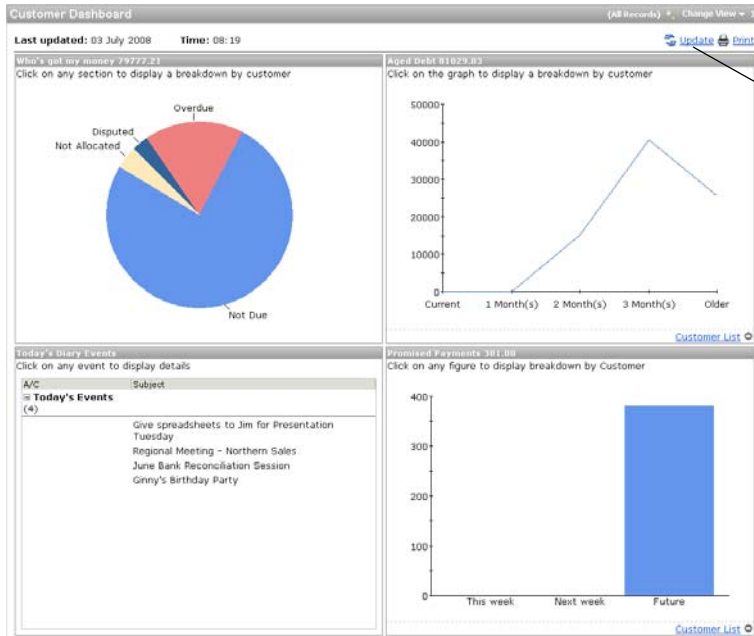 Customer Dashboard
(All Records) Change View
Last updated: 03 July 2008 Time: 08:19
Update Print
Who's got my money 79777.21
Click on any section to display a breakdown by customer
Overdue
Disputed
Not Allocated
Not Due
Aged Debt 81029.83
Click on the graph to display a breakdown by customer
50000
40000
30000
20000
10000
0
Current 1 Month(s) 2 Month(s) 3 Month(s) Older
Customer List
Today's Diary Events
Click on any event to display details
A/C Subject
Today's Events
(4)
Give spreadsheets to Jim for Presentation
Tuesday
Regional Meeting - Northern Sales
June Bank Reconciliation Session
Ginny's Birthday Party
Promised Payments
Click on any figure to display breakdown by Customer
400
300
200
100
0
This week Next week Future
Customer List